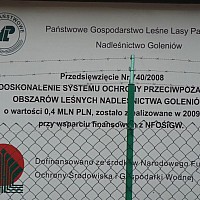 Państwowe Gospodarstwo Leśne Lasy Pa
Nadleśnictwo Goleniów
Przedsięwzięcie Nr 740/2008
DOSKONALENIE SYSTEMU OCHRONY PRZECIWPOŻA
OBSZARÓW LEŚNYCH NADLEŚNICTWA GOLENIÓ
o wartości 0,4 MLN PLN, zostało zrealizowane w 2009
przy wsparciu finansowym z NFOŚiGW.
Dofinansowano ze środków Narodowego Fu
Ochrony Środowiska i Gospodarki Wodnej